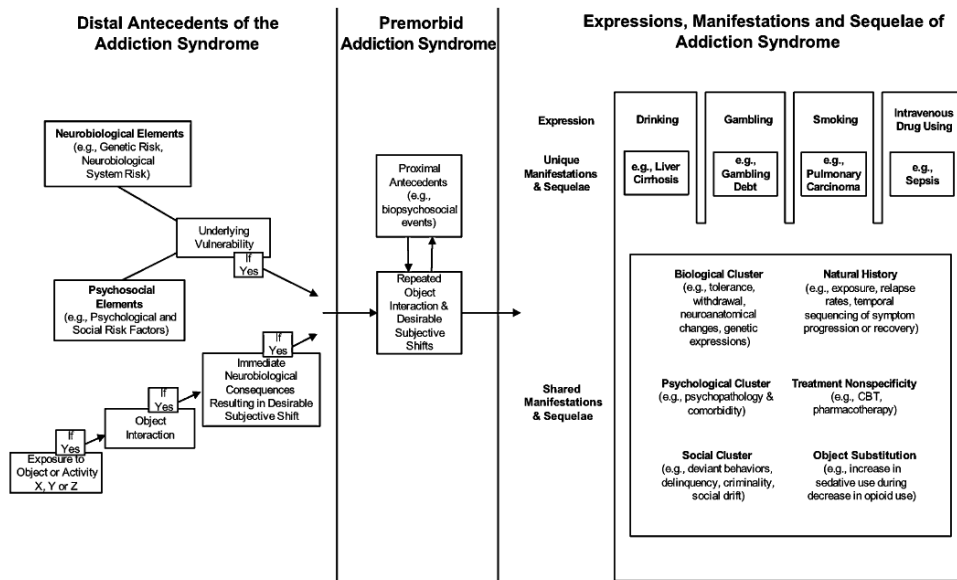 Distal Antecedents of the
Addiction Syndrome
Premorbid
Addiction Syndrome
Expressions, Manifestations and Sequelae of
Addiction Syndrome
Neurobiological Elements
(e.g., Genetic Risk,
Neurobiological
System Risk)
Underlying
Vulnerability
If
Yes
Psychosocial Elements
(e.g., Psychological and
Social Risk Factors)
If
Yes
Immediate
Neurobiological
Consequences
Resulting in Desirable
Subjective Shift
If
Yes
Object
Interaction
If
Yes
Exposure to
Object or Activity
X, Y or Z
Proximal
Antecedents
(e.g.,
biopsychosocial
events)
Repeated
Object
Interaction &
Desirable
Subjective
Shifts
Expression
Drinking
Gambling
Smoking
Intravenous
Drug Using
Unique
Manifestations
& Sequelae
e.g., Liver
Cirrhosis
e.g.,
Gambling
Debt
e.g.,
Pulmonary
Carcinoma
e.g.,
Sepsis
Shared
Manifestations
& Sequelae
Biological Cluster
(e.g., tolerance,
withdrawal,
neuroanatomical
changes, genetic
expressions)
Natural History
(e.g., exposure, relapse
rates, temporal
sequencing of symptom
progression or recovery)
Psychological Cluster
(e.g., psychopathology &
comorbidity)
Treatment Nonspecificity
(e.g., CBT,
pharmacotherapy)
Social Cluster
(e.g., deviant behaviors,
delinquency, criminality,
social drift)
Object Substitution
(e.g., increase in
sedative use during
decrease in opioid use)